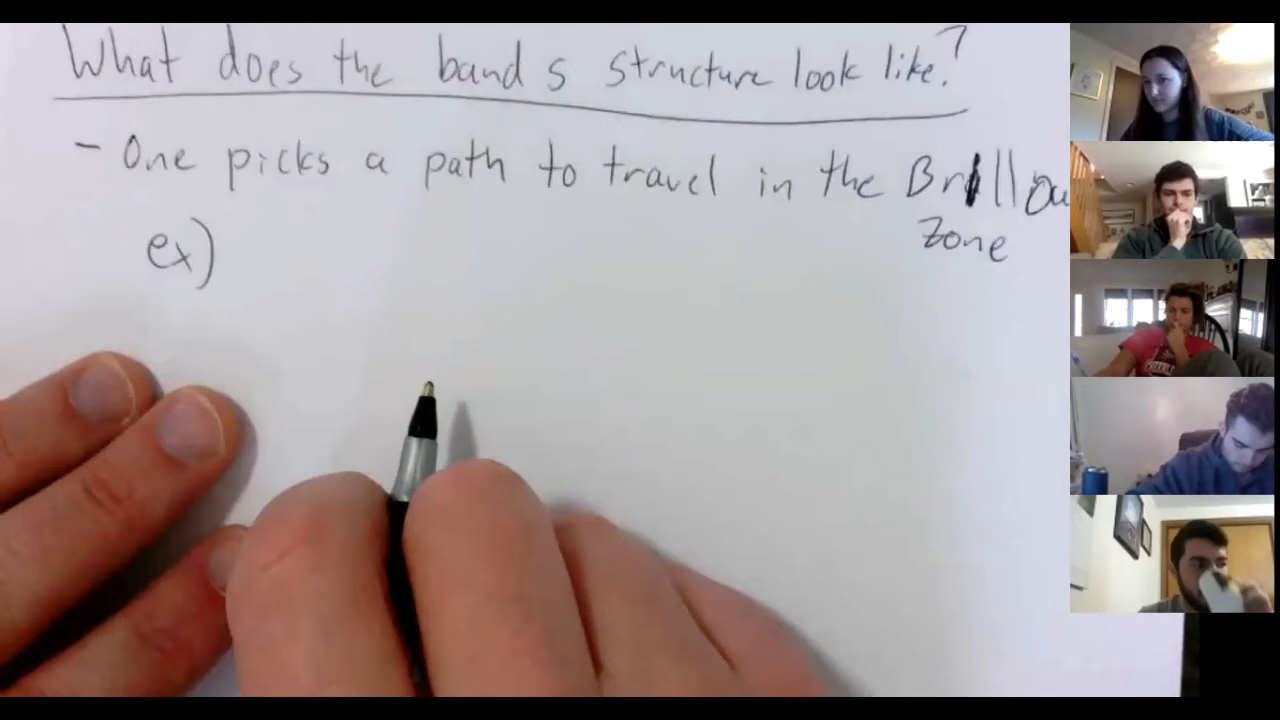 What does the band s structure look like?
- One picks a path to travel in the Brillou
Zone
ex)